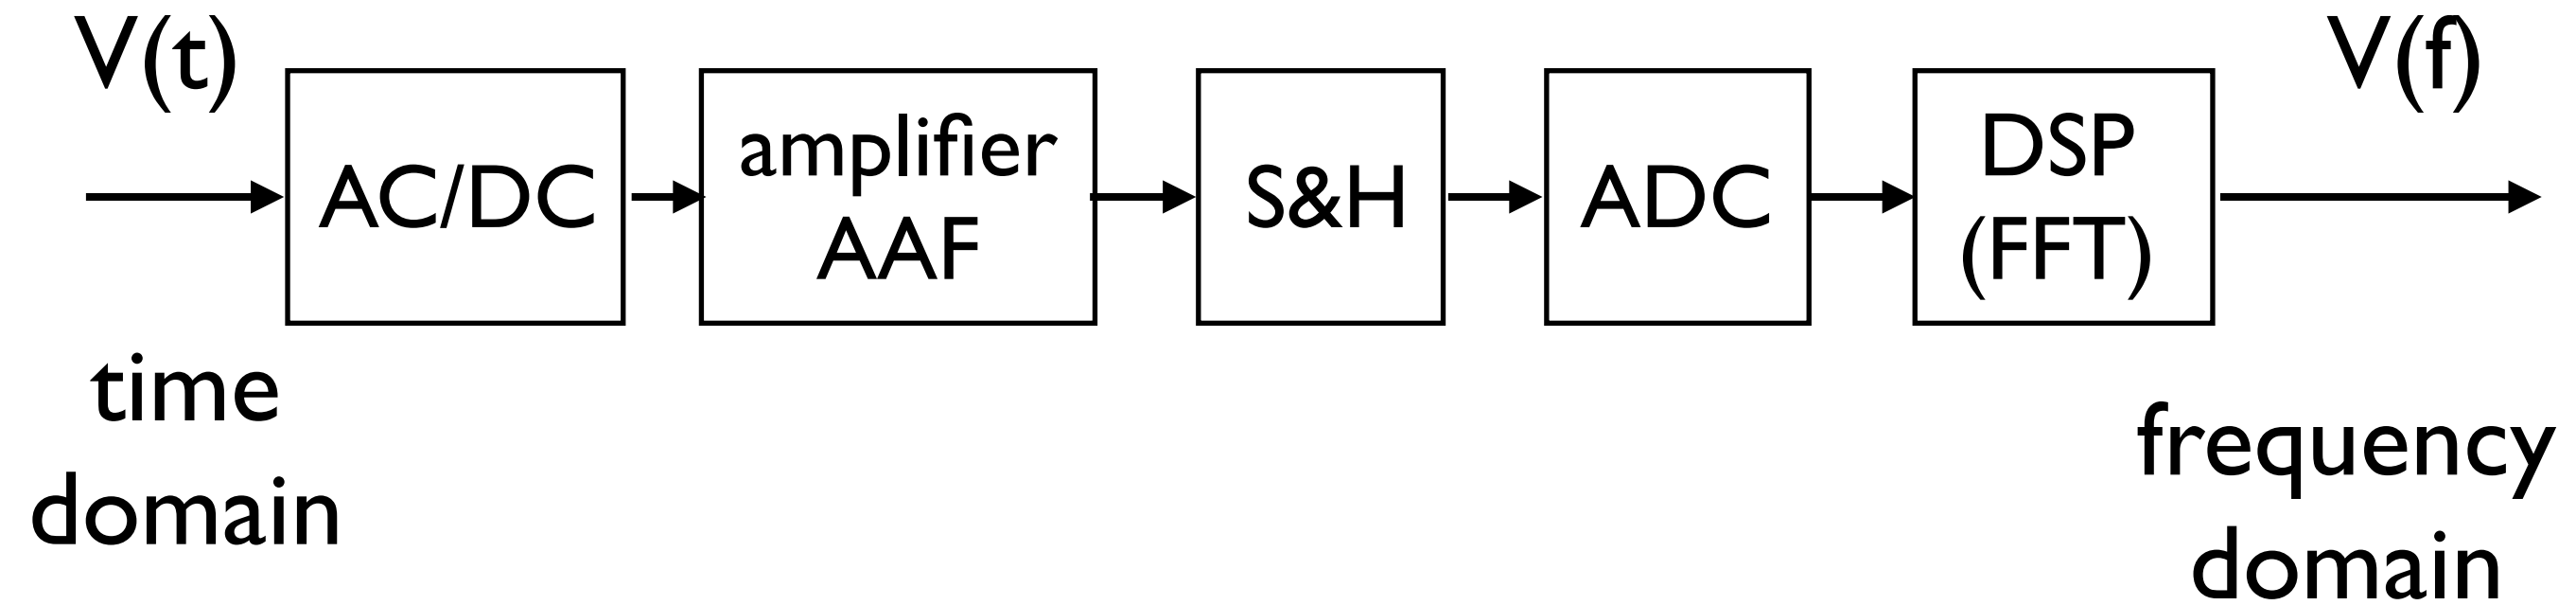 V(t)
V(f)
AC/DC
amplifier
AAF
S&H
ADC
DSP
(FFT)
time
domain
frequency
domain